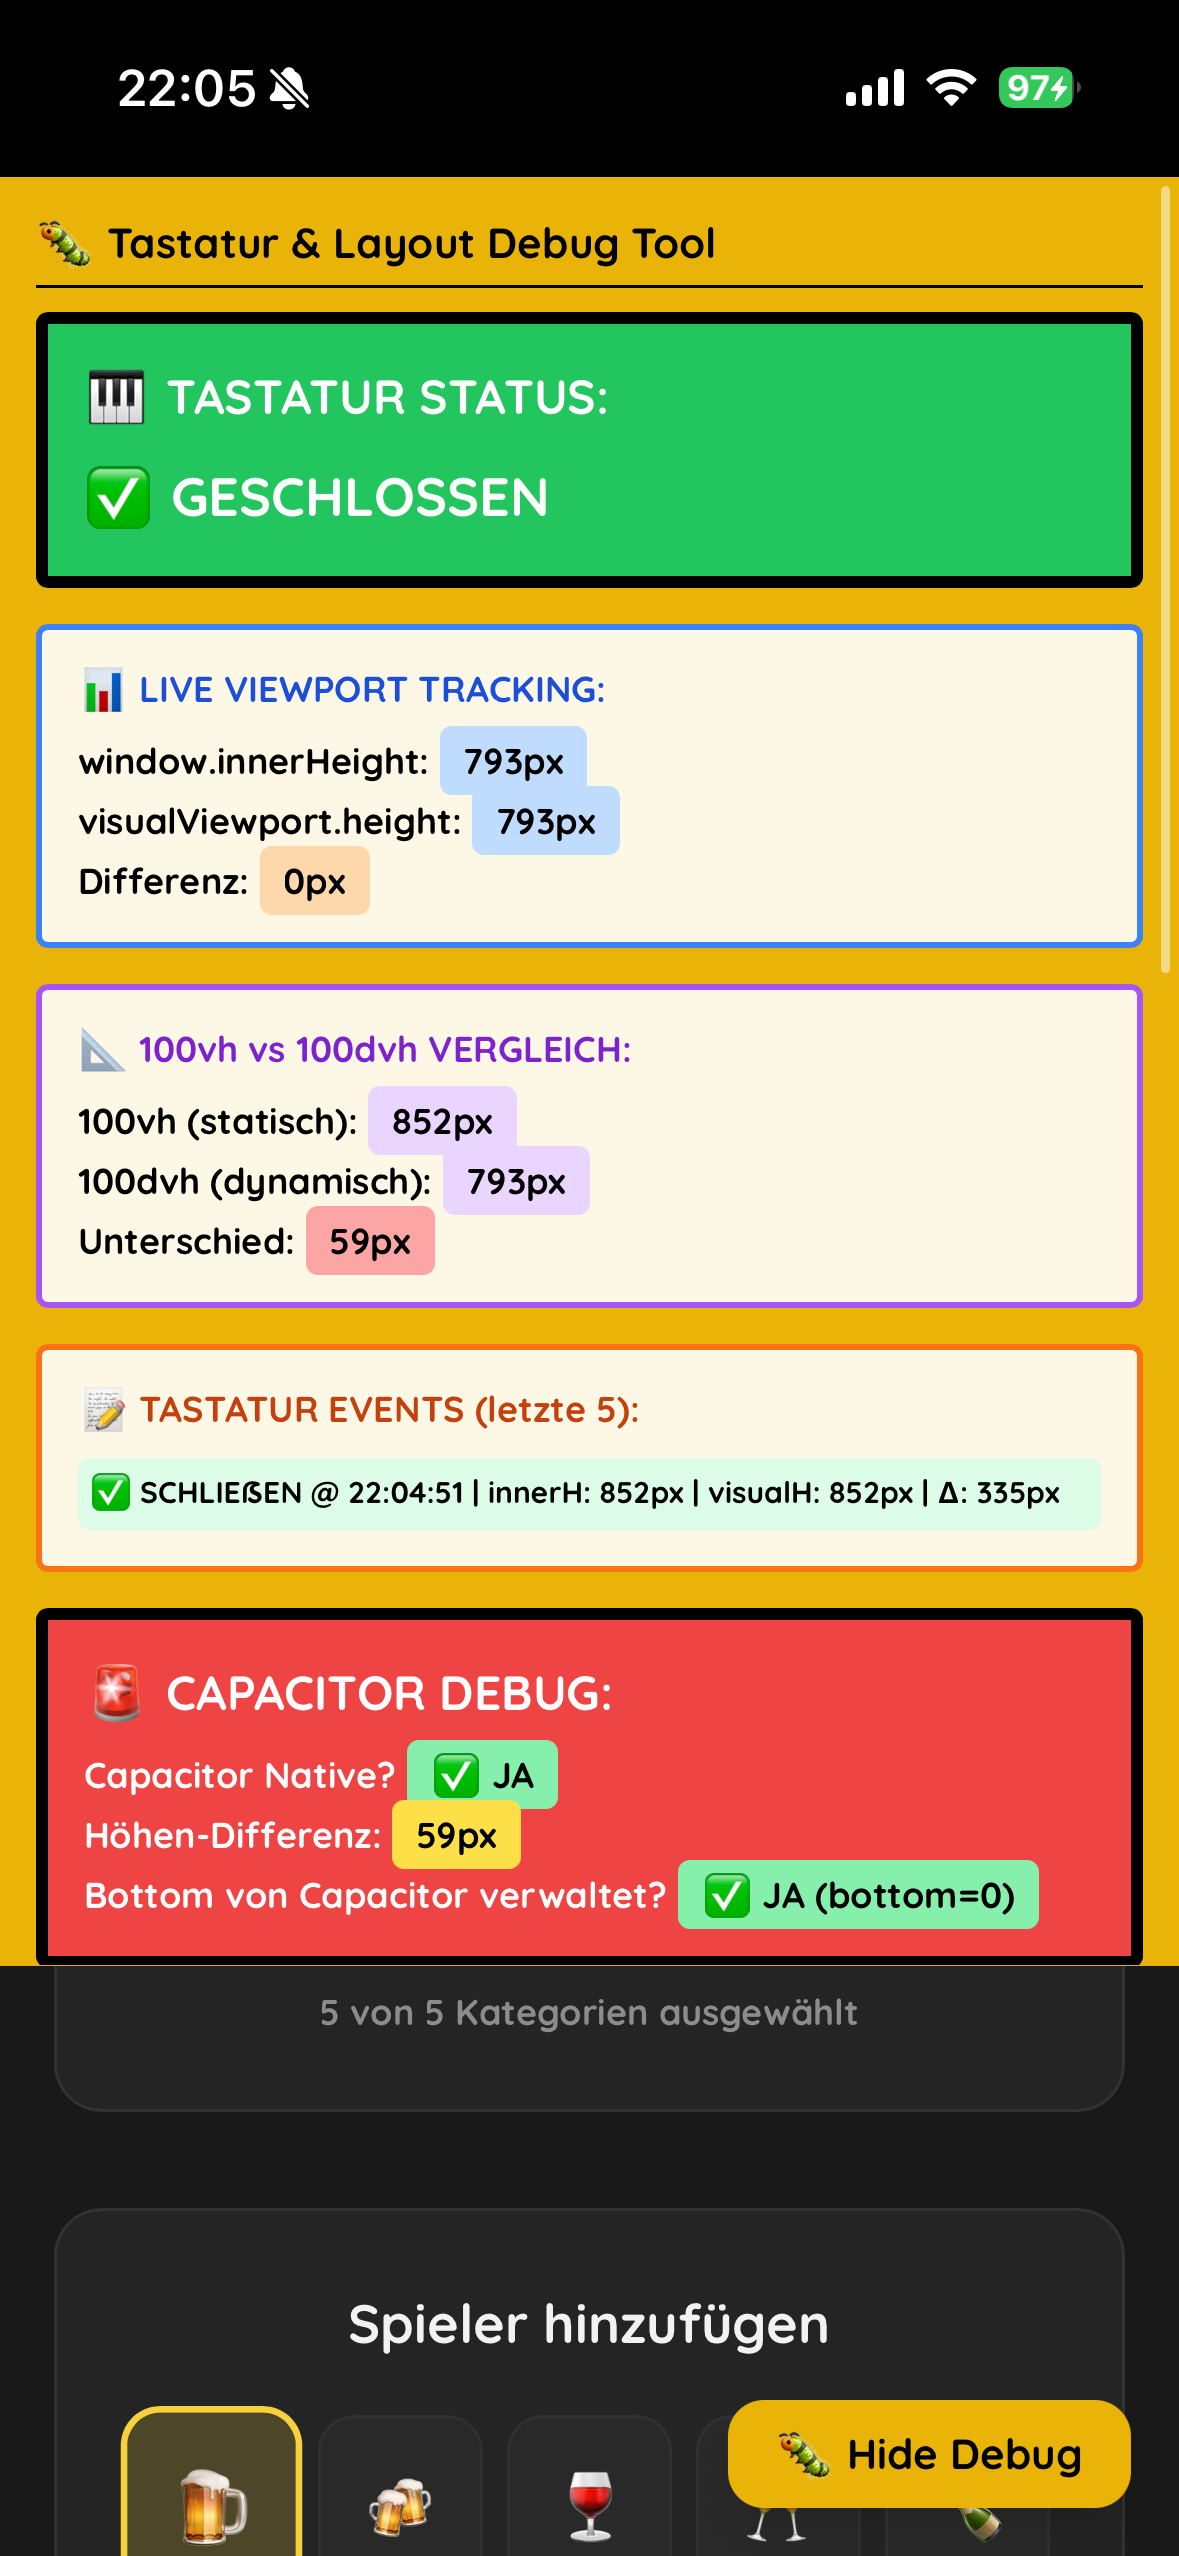 22:05
97
Tastatur & Layout Debug Tool
TASTATUR STATUS:
GESCHLOSSEN
LIVE VIEWPORT TRACKING:
window.innerHeight: 793px
visualViewport.height: 793px
Differenz: 0px
100vh vs 100dvh VERGLEICH:
100vh (statisch): 852px
100dvh (dynamisch): 793px
Unterschied: 59px
TASTATUR EVENTS (letzte 5):
SCHLIEßEN @ 22:04:51 | innerH: 852px | visualH: 852px | Δ: 335px
CAPACITOR DEBUG:
Capacitor Native? JA
Höhen-Differenz: 59px
Bottom von Capacitor verwaltet? JA (bottom=0)
5 von 5 Kategorien ausgewählt
Spieler hinzufügen
Hide Debug